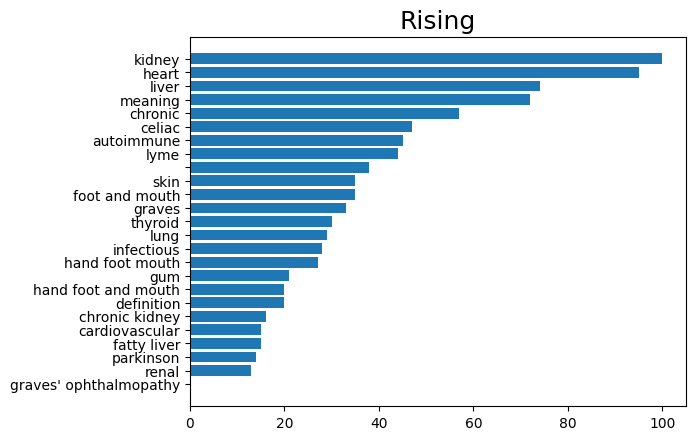 Rising
kidney
heart
liver
meaning
chronic
celiac
autoimmune
lyme
skin
foot and mouth
graves
thyroid
lung
infectious
hand foot mouth
gum
hand foot and mouth
definition
chronic kidney
cardiovascular
fatty liver
parkinson
renal
graves' ophthalmopathy
0 20 40 60 80 100